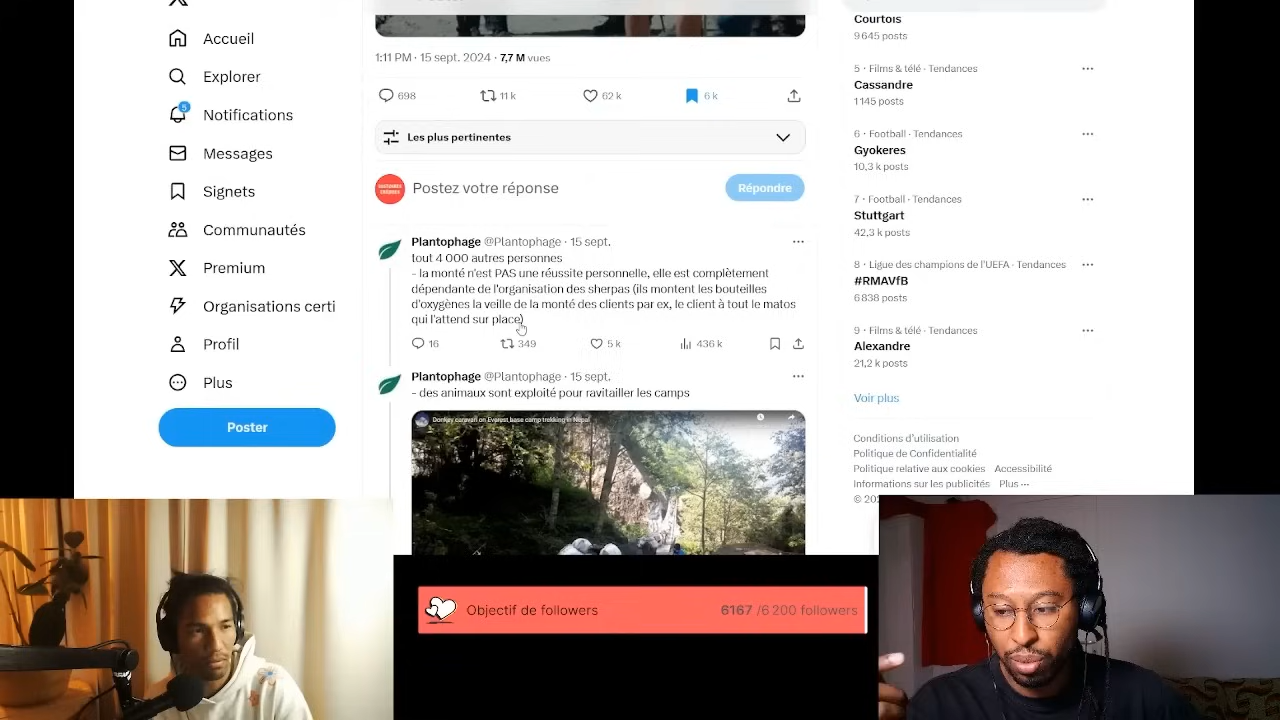 Accueil
Explorer
5
Notifications
Messages
Signets
Communautés
Premium
Organisations certi
Profil
Plus
Poster
1:11 PM · 15 sept. 2024 · 7,7 M vues
698
11 k
62 k
6 k
Les plus pertinentes
Postez votre réponse
Répondre
Plantophage @Plantophage · 15 sept.
tout 4 000 autres personnes
- la monté n'est PAS une réussite personnelle, elle est complètement
dépendante de l'organisation des sherpas (ils montent les bouteilles
d'oxygènes la veille de la monté des clients par ex, le client à tout le matos
qui l'attend sur place)
16
349
5 k
436 k
Plantophage @Plantophage · 15 sept.
- des animaux sont exploité pour ravitailler les camps
Donkey caravan on Everest base camp trekking in Nepal
Courtois
9 645 posts
5 · Films & télé · Tendances
Cassandre
1 145 posts
6 · Football · Tendances
Gyokeres
10,3 k posts
7 · Football · Tendances
Stuttgart
42,3 k posts
8 · Ligue des champions de l'UEFA · Tendances
#RMAVfB
6 838 posts
9 · Films & télé · Tendances
Alexandre
21,2 k posts
Voir plus
Conditions d'utilisation
Politique de Confidentialité
Politique relative aux cookies Accessibilité
Informations sur les publicités Plus ···
Objectif de followers
6167 /6 200 followers